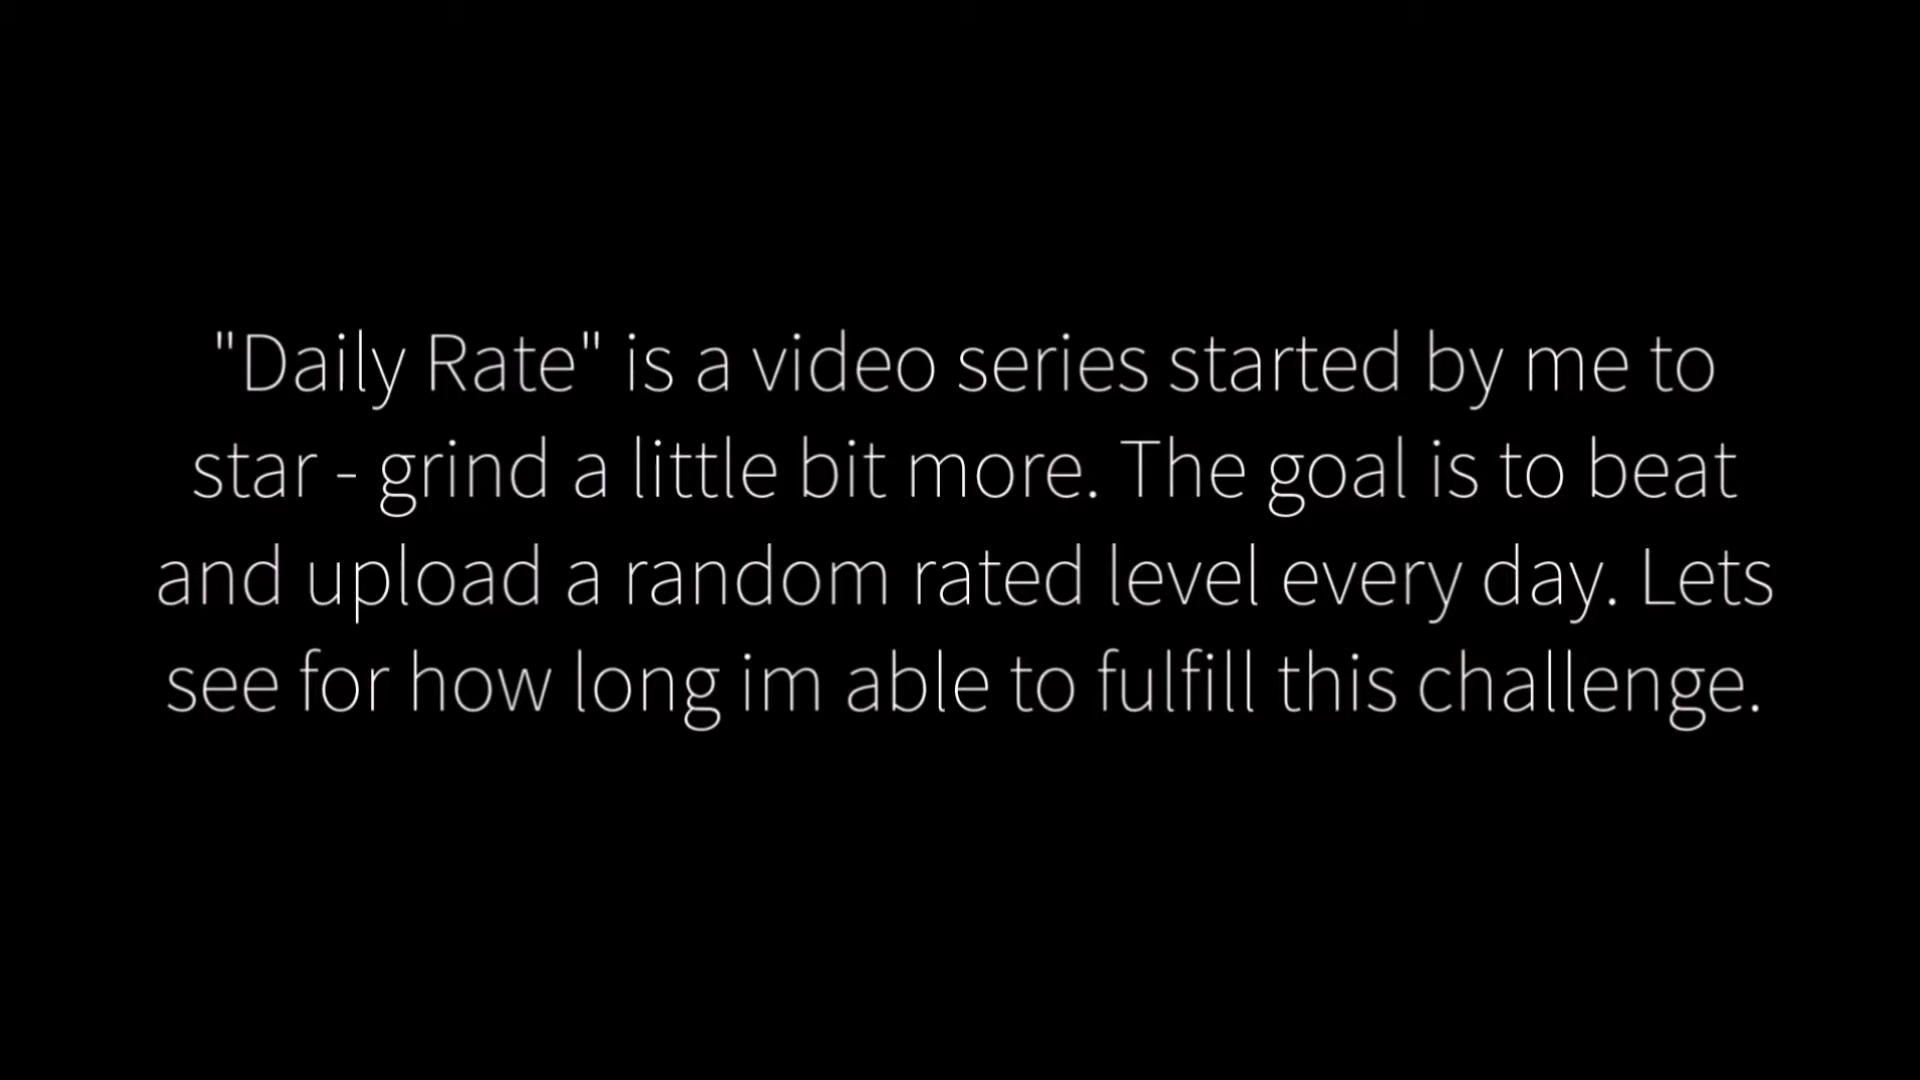 "Daily Rate" is a video series started by me to
star - grind a little bit more. The goal is to beat
and upload a random rated level every day. Lets
see for how long im able to fulfill this challenge.